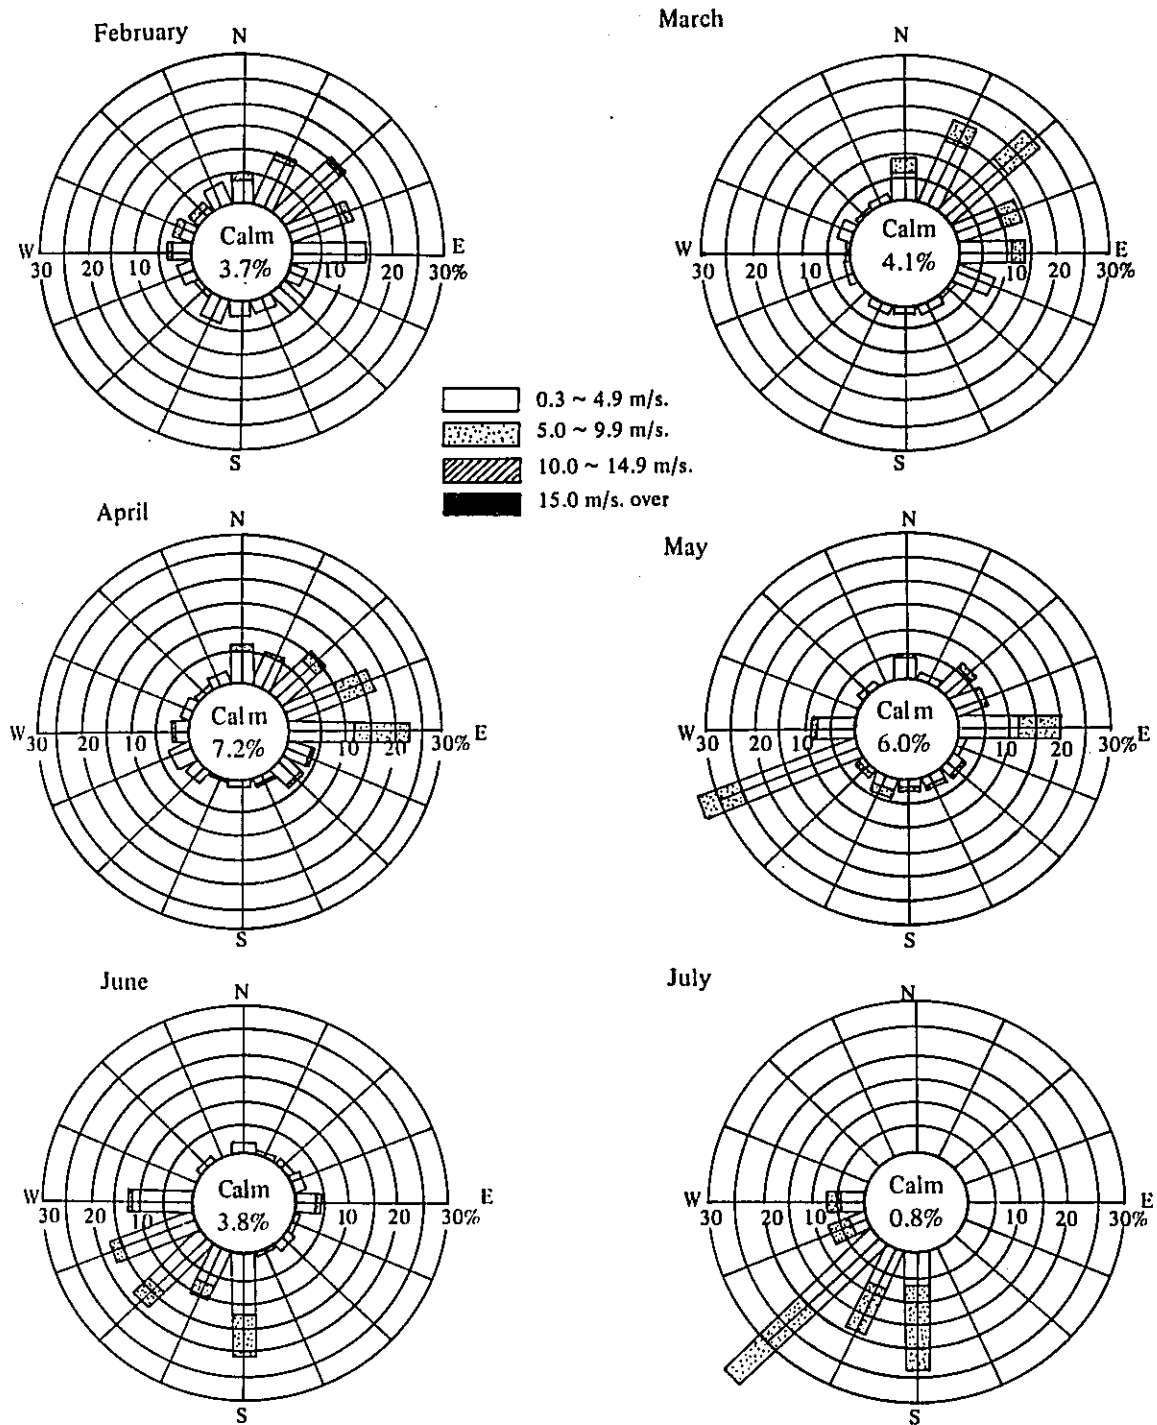 February
N
Calm
3.7%
W
E
30 20 10
10 20 30%
S
March
N
Calm
4.1%
W
E
30 20 10
10 20 30%
S
0.3 ~ 4.9 m/s.
5.0 ~ 9.9 m/s.
10.0 ~ 14.9 m/s.
15.0 m/s. over
April
N
Calm
7.2%
W
30 20 10
10 20 30% E
S
May
N
Calm
6.0%
W
30 20 10
10 20 30% E
S
June
N
Calm
3.8%
W
E
30 20 10
10 20 30%
S
July
N
Calm
0.8%
W
E
30 20 10
10 20 30%
S